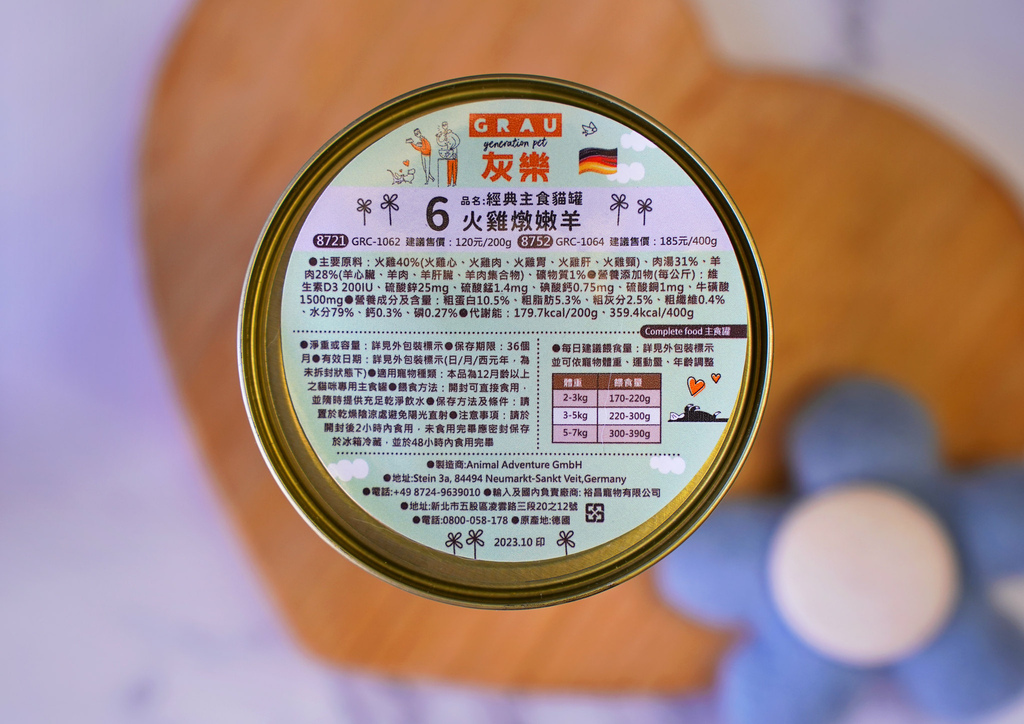 GRAU
generation pet
灰樂
6 品名:經典主食貓罐
火雞燉嫩羊
8721 GRC-1062 建議售價：120元/200g 8752 GRC-1064 建議售價：185元/400g
●主要原料：火雞40%(火雞心、火雞肉、火雞胃、火雞肝、火雞頸)、肉湯31%、羊
肉28%(羊心臟、羊肉、羊肝臟、羊肉集合物)、礦物質1%●營養添加物(每公斤)：維
生素D3 200IU、硫酸鋅25mg、硫酸錳1.4mg、碘酸鈣0.75mg、硫酸銅1mg、牛磺酸
1500mg●營養成分及含量：粗蛋白10.5%、粗脂肪5.3%、粗灰分2.5%、粗纖維0.4%
、水分79%、鈣0.3%、磷0.27%●代謝能：179.7kcal/200g、359.4kcal/400g
Complete food 主食罐
●淨重或容量：詳見外包裝標示●保存期限：36個
月●有效日期：詳見外包裝標示(日/月/西元年，為
未拆封狀態下)●適用寵物種類：本品為12月齡以上
之貓咪專用主食罐●餵食方法：開封可直接食用，
並隨時提供充足乾淨飲水●保存方法及條件：請
置於乾燥陰涼處避免陽光直射●注意事項：請於
開封後2小時內食用，未食用完畢應密封保存
於冰箱冷藏，並於48小時內食用完畢
●每日建議餵食量：詳見外包裝標示
並可依寵物體重、運動量、年齡調整
體重 餵食量
2-3kg 170-220g
3-5kg 220-300g
5-7kg 300-390g
●製造商:Animal Adventure GmbH
●地址:Stein 3a, 84494 Neumarkt-Sankt Veit,Germany
●電話:+49 8724-9639010 ●輸入及國內負責廠商: 裕昌寵物有限公司
●地址:新北市五股區凌雲路三段20之12號
●電話:0800-058-178 ●原產地:德國
2023.10 印